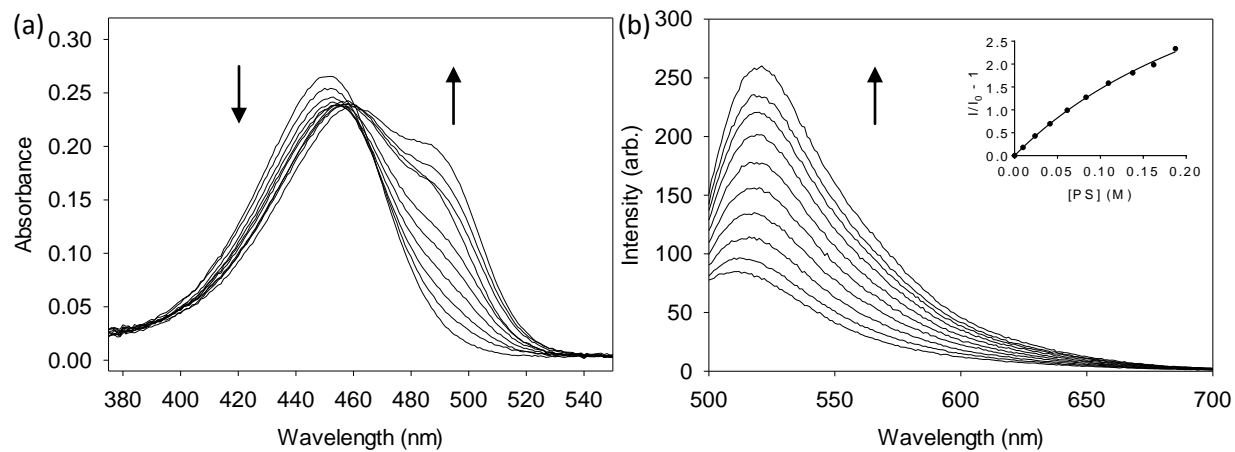 (a)
0.30
0.25
0.20
0.15
0.10
0.05
0.00
Absorbance
380 400 420 440 460 480 500 520 540
Wavelength (nm)
(b)
300
250
200
150
100
50
0
Intensity (arb.)
500 550 600 650 700
Wavelength (nm)
2.5
2.0
1.5
1.0
0.5
0.0
I/I0 - 1
0.00 0.05 0.10 0.15 0.20
[PS] (M)